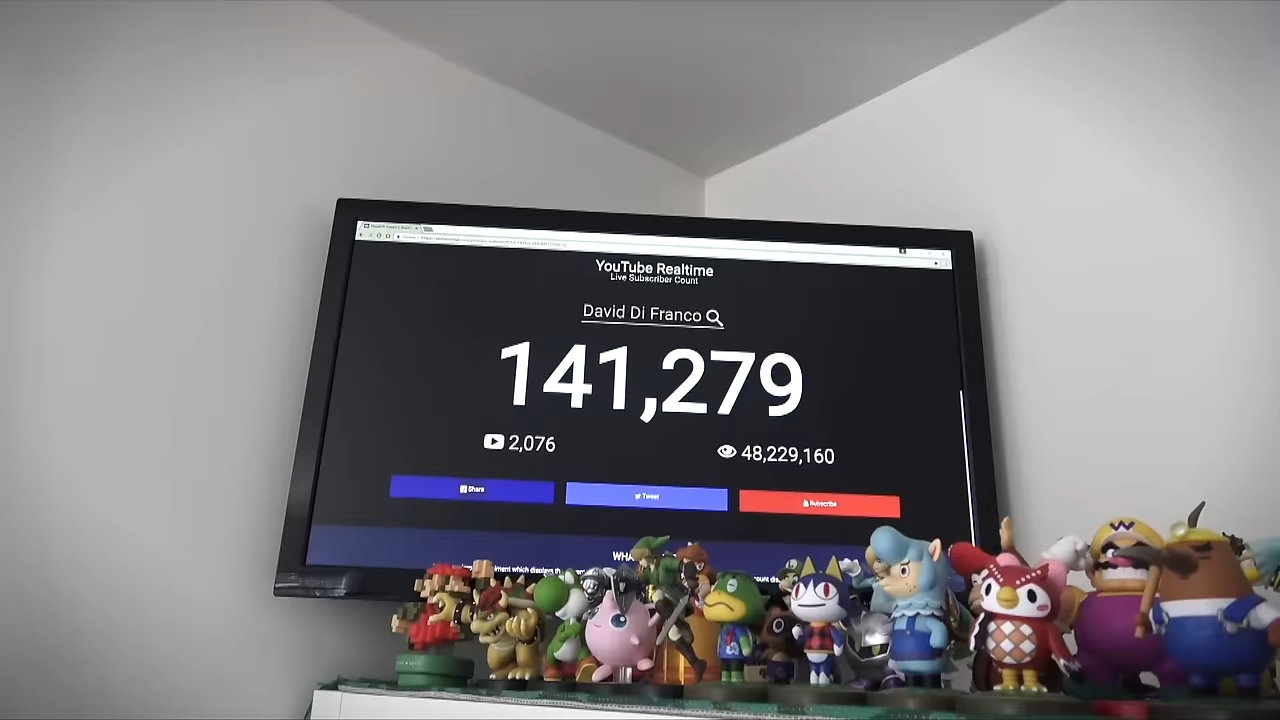 YouTube Realtime
Live Subscriber Count
David Di Franco
141,279
2,076
48,229,160
Share
Tweet
Subscribe
W